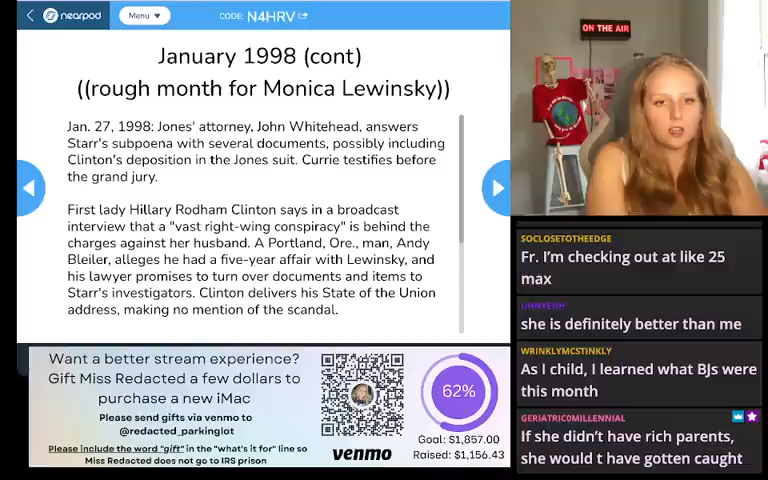 nearpod
Menu
CODE: N4HRV
ON THE AIR
January 1998 (cont)
((rough month for Monica Lewinsky))
Jan. 27, 1998: Jones' attorney, John Whitehead, answers
Starr's subpoena with several documents, possibly including
Clinton's deposition in the Jones suit. Currie testifies before
the grand jury.
First lady Hillary Rodham Clinton says in a broadcast
interview that a "vast right-wing conspiracy" is behind the
charges against her husband. A Portland, Ore., man, Andy
Bleiler, alleges he had a five-year affair with Lewinsky, and
his lawyer promises to turn over documents and items to
Starr's investigators. Clinton delivers his State of the Union
address, making no mention of the scandal.
SOCLOSETOTHEEDGE
Fr. I'm checking out at like 25
max
UHNYEUH
she is definitely better than me
WRINKLYMCSTINKLY
As I child, I learned what BJs were
this month
GERIATRIC0MILLENNIAL
If she didn't have rich parents,
she would t have gotten caught
Want a better stream experience?
Gift Miss Redacted a few dollars to
purchase a new iMac
Please send gifts via venmo to
@redacted_parkinglot
Please include the word "gift" in the "what's it for" line so
Miss Redacted does not go to IRS prison
venmo
62%
Goal: $1,857.00
Raised: $1,156.43